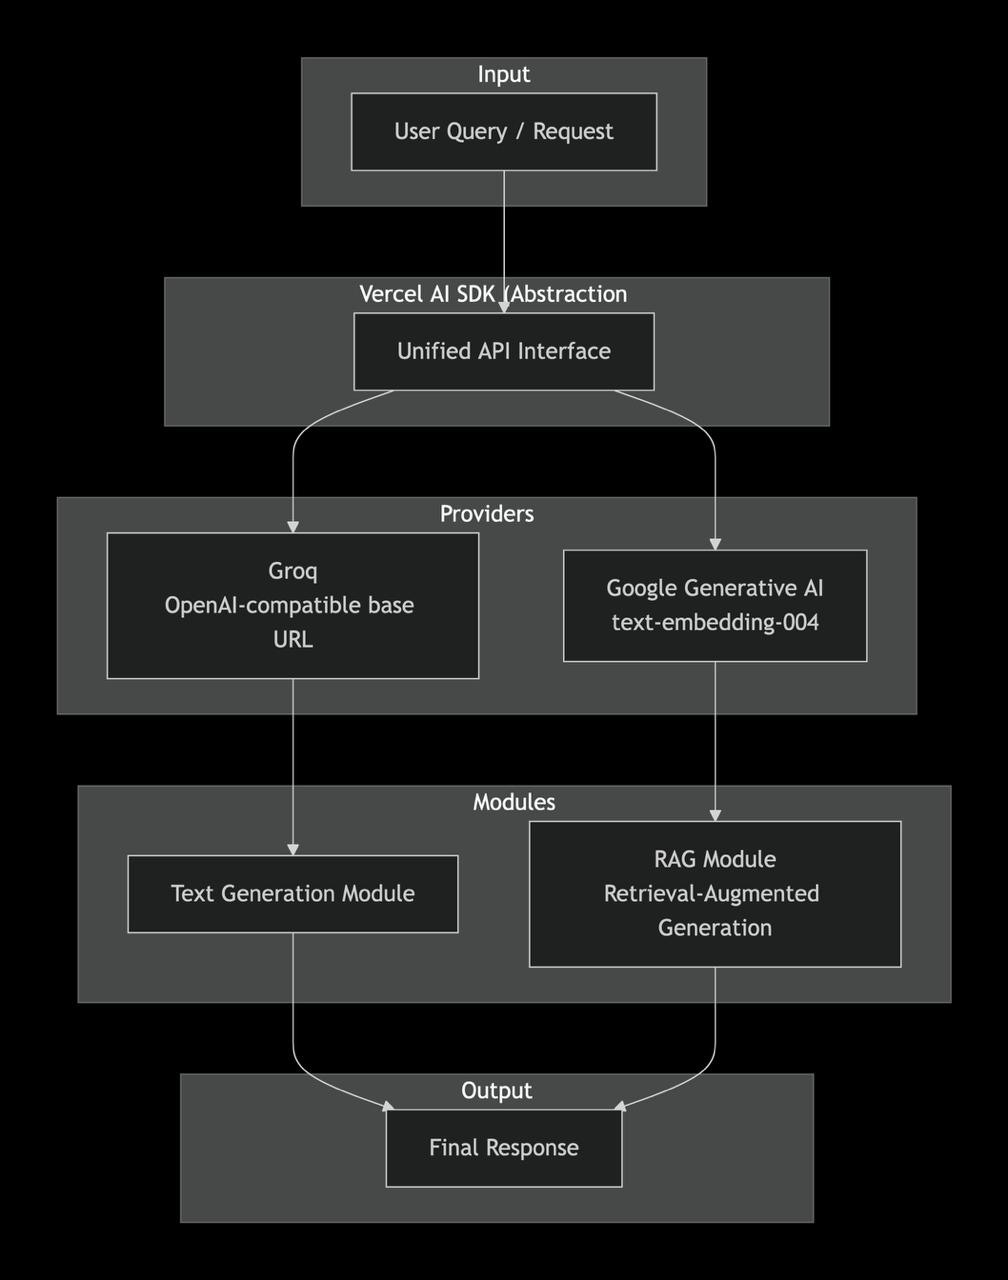 Input
User Query / Request
Vercel AI SDK (Abstraction
Unified API Interface
Providers
Groq
OpenAI-compatible base
URL
Google Generative AI
text-embedding-004
Modules
Text Generation Module
RAG Module
Retrieval-Augmented
Generation
Output
Final Response